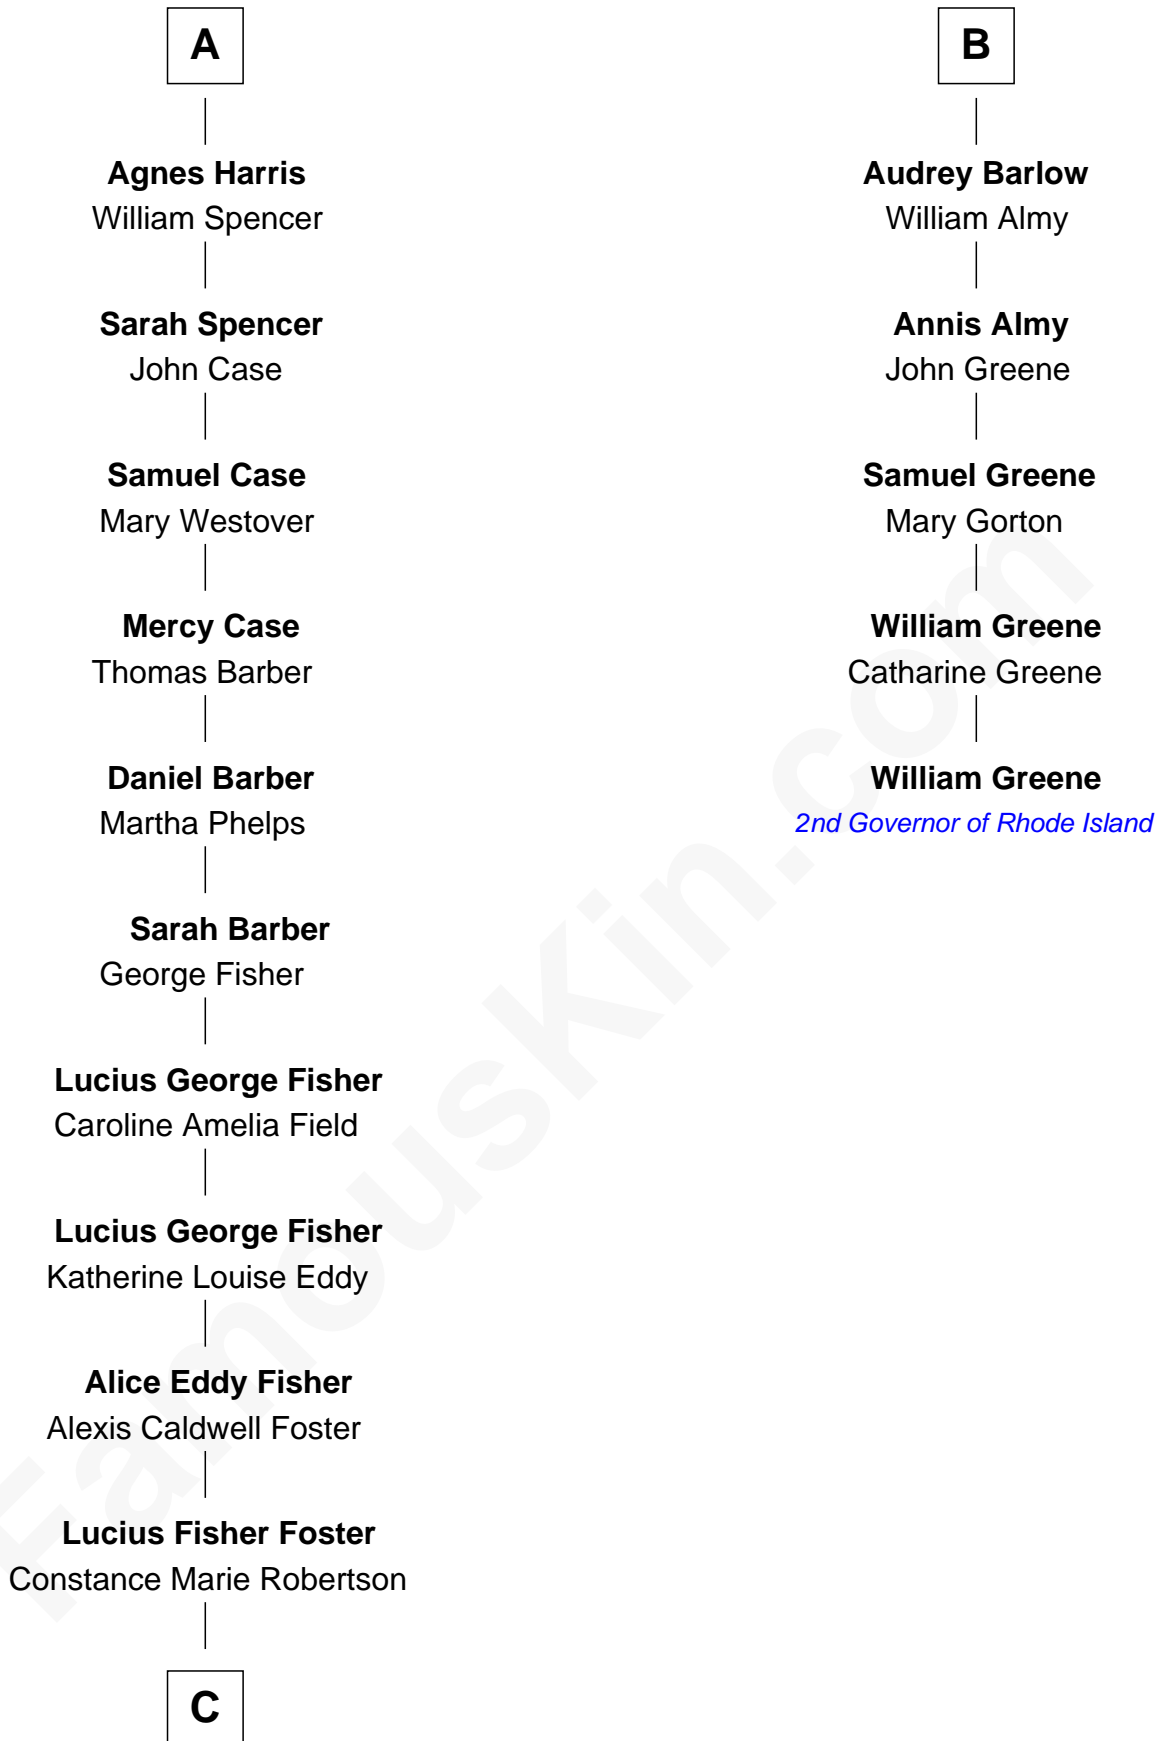 A
Agnes Harris
William Spencer
Sarah Spencer
John Case
Samuel Case
Mary Westover
Mercy Case
Thomas Barber
Daniel Barber
Martha Phelps
Sarah Barber
George Fisher
Lucius George Fisher
Caroline Amelia Field
Lucius George Fisher
Katherine Louise Eddy
Alice Eddy Fisher
Alexis Caldwell Foster
Lucius Fisher Foster
Constance Marie Robertson
C
B
Audrey Barlow
William Almy
Annis Almy
John Greene
Samuel Greene
Mary Gorton
William Greene
Catharine Greene
William Greene
2nd Governor of Rhode Island
FamousKin.com